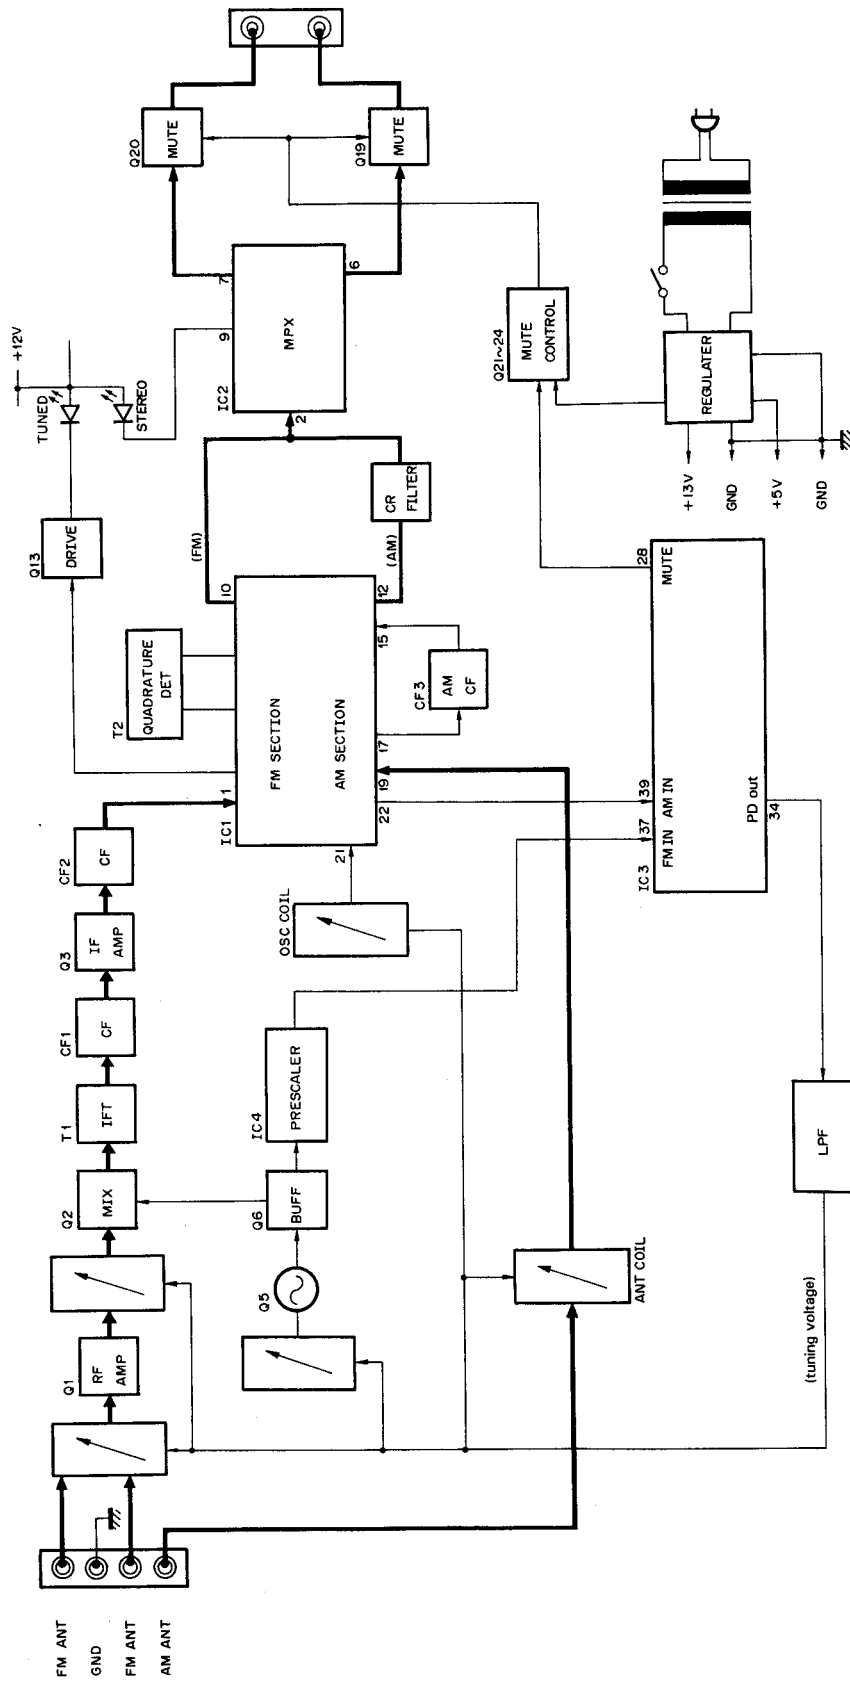 FM ANT
GND
FM ANT
AM ANT
Q1
RF
AMP
Q2
MIX
T1
IFT
CF1
CF
Q3
IF
AMP
CF2
CF
Q13
DRIVE
TUNED
STEREO
+12V
Q5
Q6
BUFF
IC4
PRESCALER
OSC COIL
T2
QUADRATURE
DET
IC1
1
10
FM SECTION
AM SECTION
21
22
19
17
15
12
CF3
AM
CF
(FM)
(AM)
CR
FILTER
IC2
2
9
7
6
MPX
Q20
MUTE
Q19
MUTE
ANT COIL
Q21~24
MUTE
CONTROL
IC3
37
39
28
FM IN
AM IN
MUTE
PD out
34
LPF
(tuning voltage)
REGULATER
+13V
GND
+5V
GND